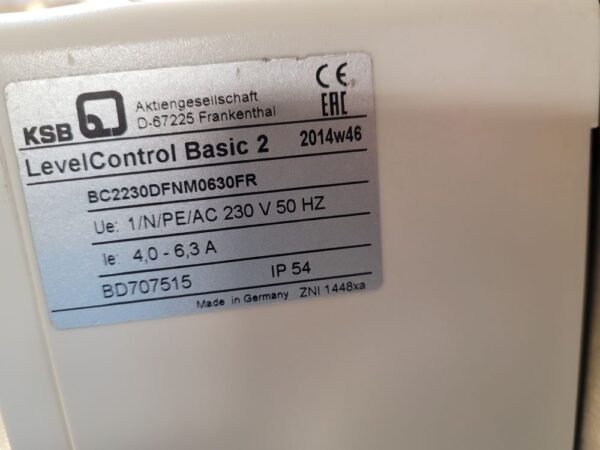 KSB
Aktiengesellschaft
D-67225 Frankenthal
CE
EAC
LevelControl Basic 2
2014w46
BC2230DFNM0630FR
Ue: 1/N/PE/AC 230 V 50 HZ
Ie: 4,0 - 6,3 A
BD707515 IP 54
Made in Germany ZNI 1448xa